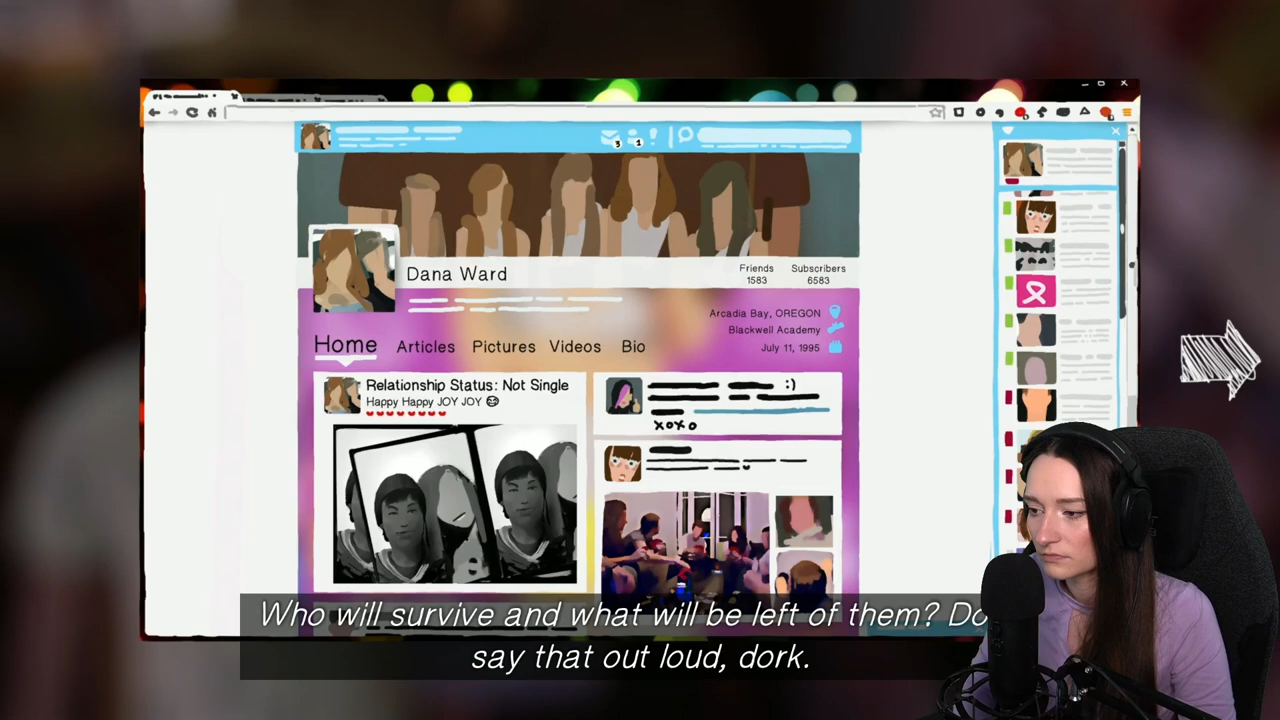 3
1
Dana Ward
Friends
1583
Subscribers
6583
Arcadia Bay, OREGON
Blackwell Academy
July 11, 1995
Home
Articles
Pictures
Videos
Bio
Relationship Status: Not Single
Happy Happy JOY JOY
:)
xoxo
Who will survive and what will be left of them? Do
say that out loud, dork.